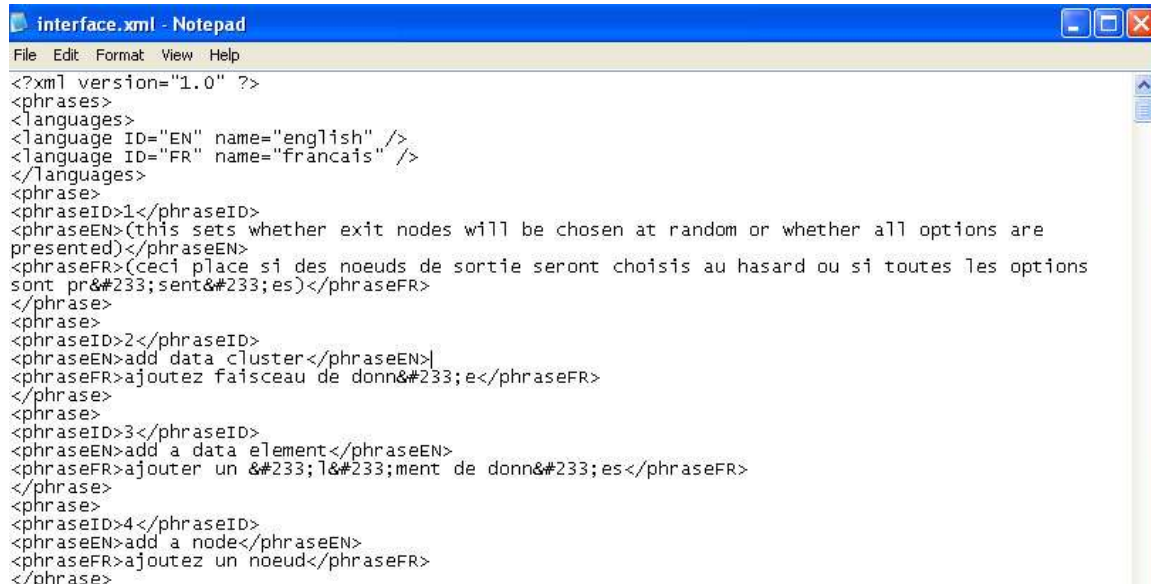 interface.xml - Notepad
File Edit Format View Help
<?xml version="1.0" ?>
<phrases>
<languages>
<language ID="EN" name="english" />
<language ID="FR" name="francais" />
</languages>
<phrase>
<phraseID>1</phraseID>
<phraseEN>(this sets whether exit nodes will be chosen at random or whether all options are
presented)</phraseEN>
<phraseFR>(ceci place si des noeuds de sortie seront choisis au hasard ou si toutes les options
sont pr&#233;sent&#233;es)</phraseFR>
</phrase>
<phrase>
<phraseID>2</phraseID>
<phraseEN>add data cluster</phraseEN>
<phraseFR>ajoutez faisceau de donn&#233;e</phraseFR>
</phrase>
<phrase>
<phraseID>3</phraseID>
<phraseEN>add a data element</phraseEN>
<phraseFR>ajouter un &#233;l&#233;ment de donn&#233;es</phraseFR>
</phrase>
<phrase>
<phraseID>4</phraseID>
<phraseEN>add a node</phraseEN>
<phraseFR>ajoutez un noeud</phraseFR>
</phrase>